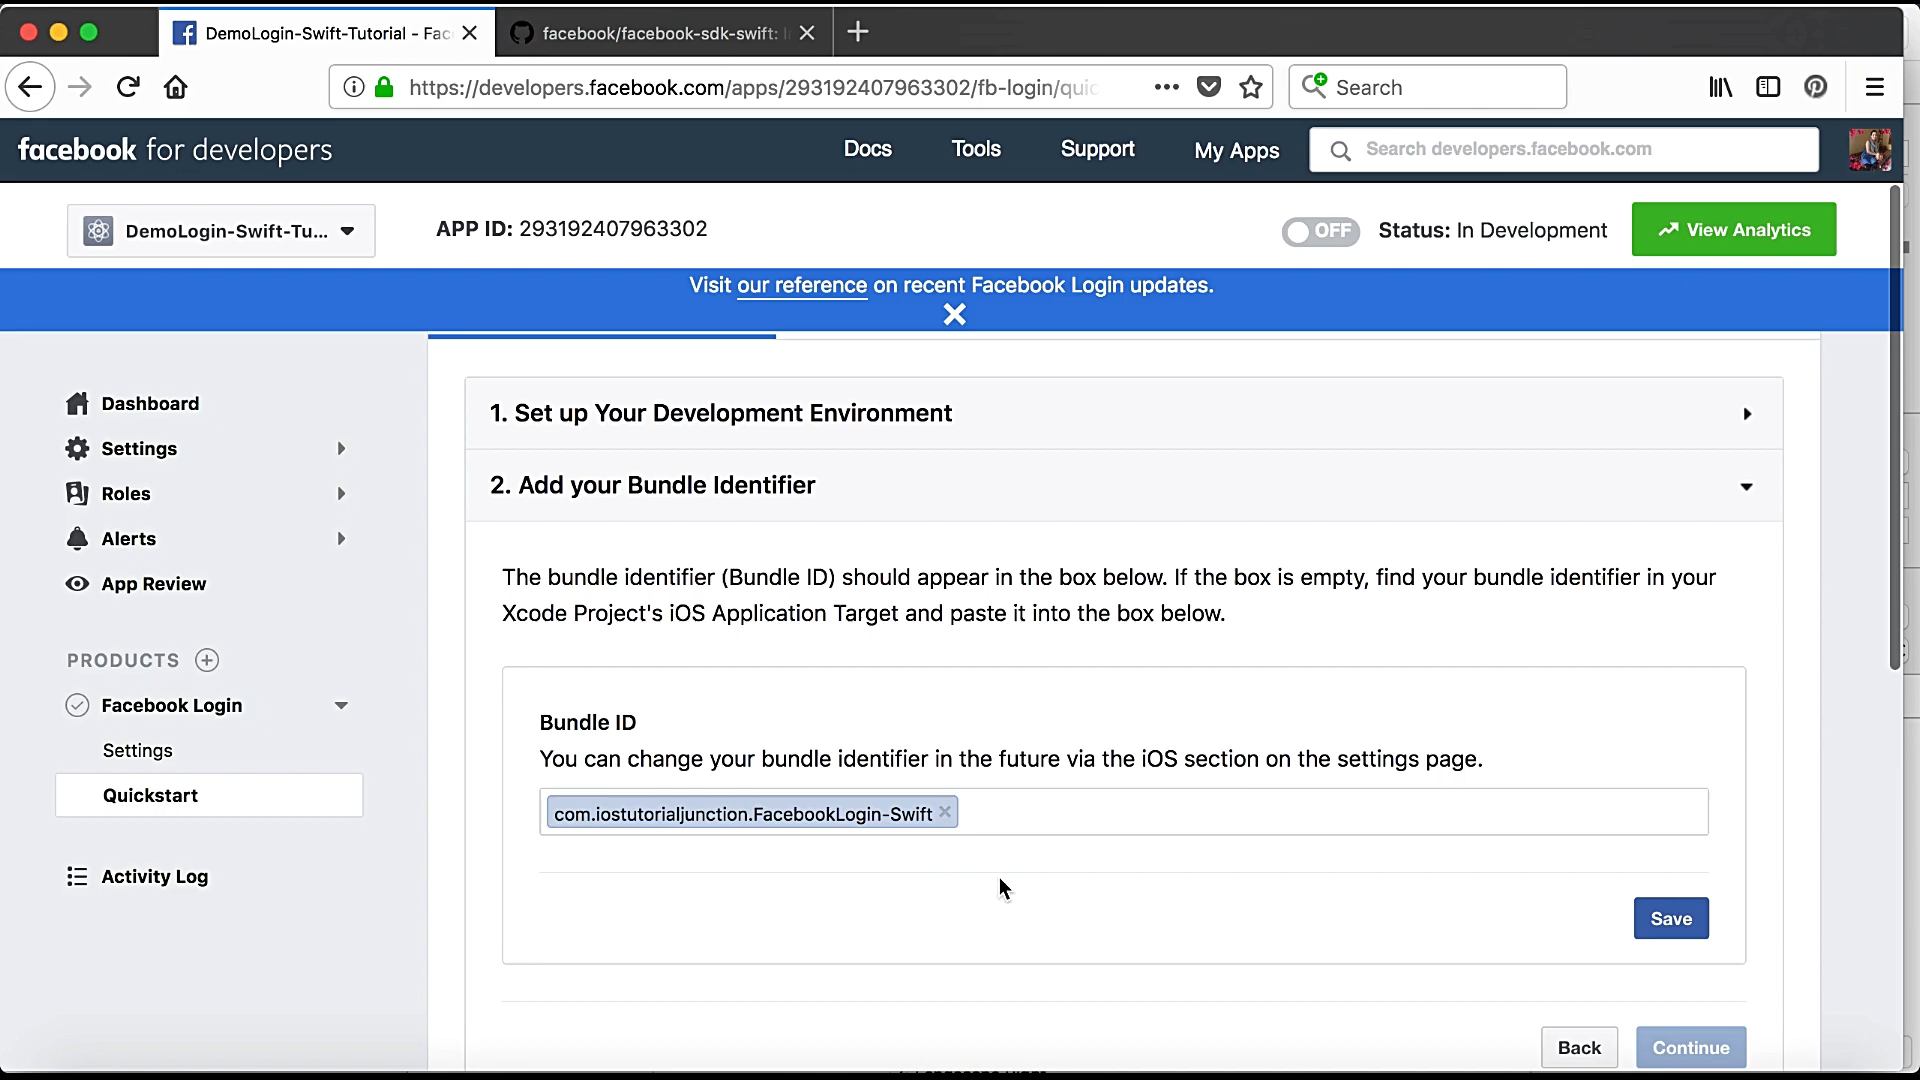 DemoLogin-Swift-Tutorial - Fac
facebook/facebook-sdk-swift:
https://developers.facebook.com/apps/293192407963302/fb-login/quic
Search
facebook for developers
Docs
Tools
Support
My Apps
Search developers.facebook.com
DemoLogin-Swift-Tu...
APP ID: 293192407963302
OFF
Status: In Development
View Analytics
Visit our reference on recent Facebook Login updates.
Dashboard
Settings
Roles
Alerts
App Review
PRODUCTS
Facebook Login
Settings
Quickstart
Activity Log
1. Set up Your Development Environment
2. Add your Bundle Identifier
The bundle identifier (Bundle ID) should appear in the box below. If the box is empty, find your bundle identifier in your
Xcode Project's iOS Application Target and paste it into the box below.
Bundle ID
You can change your bundle identifier in the future via the iOS section on the settings page.
com.iostutorialjunction.FacebookLogin-Swift
Save
Back
Continue